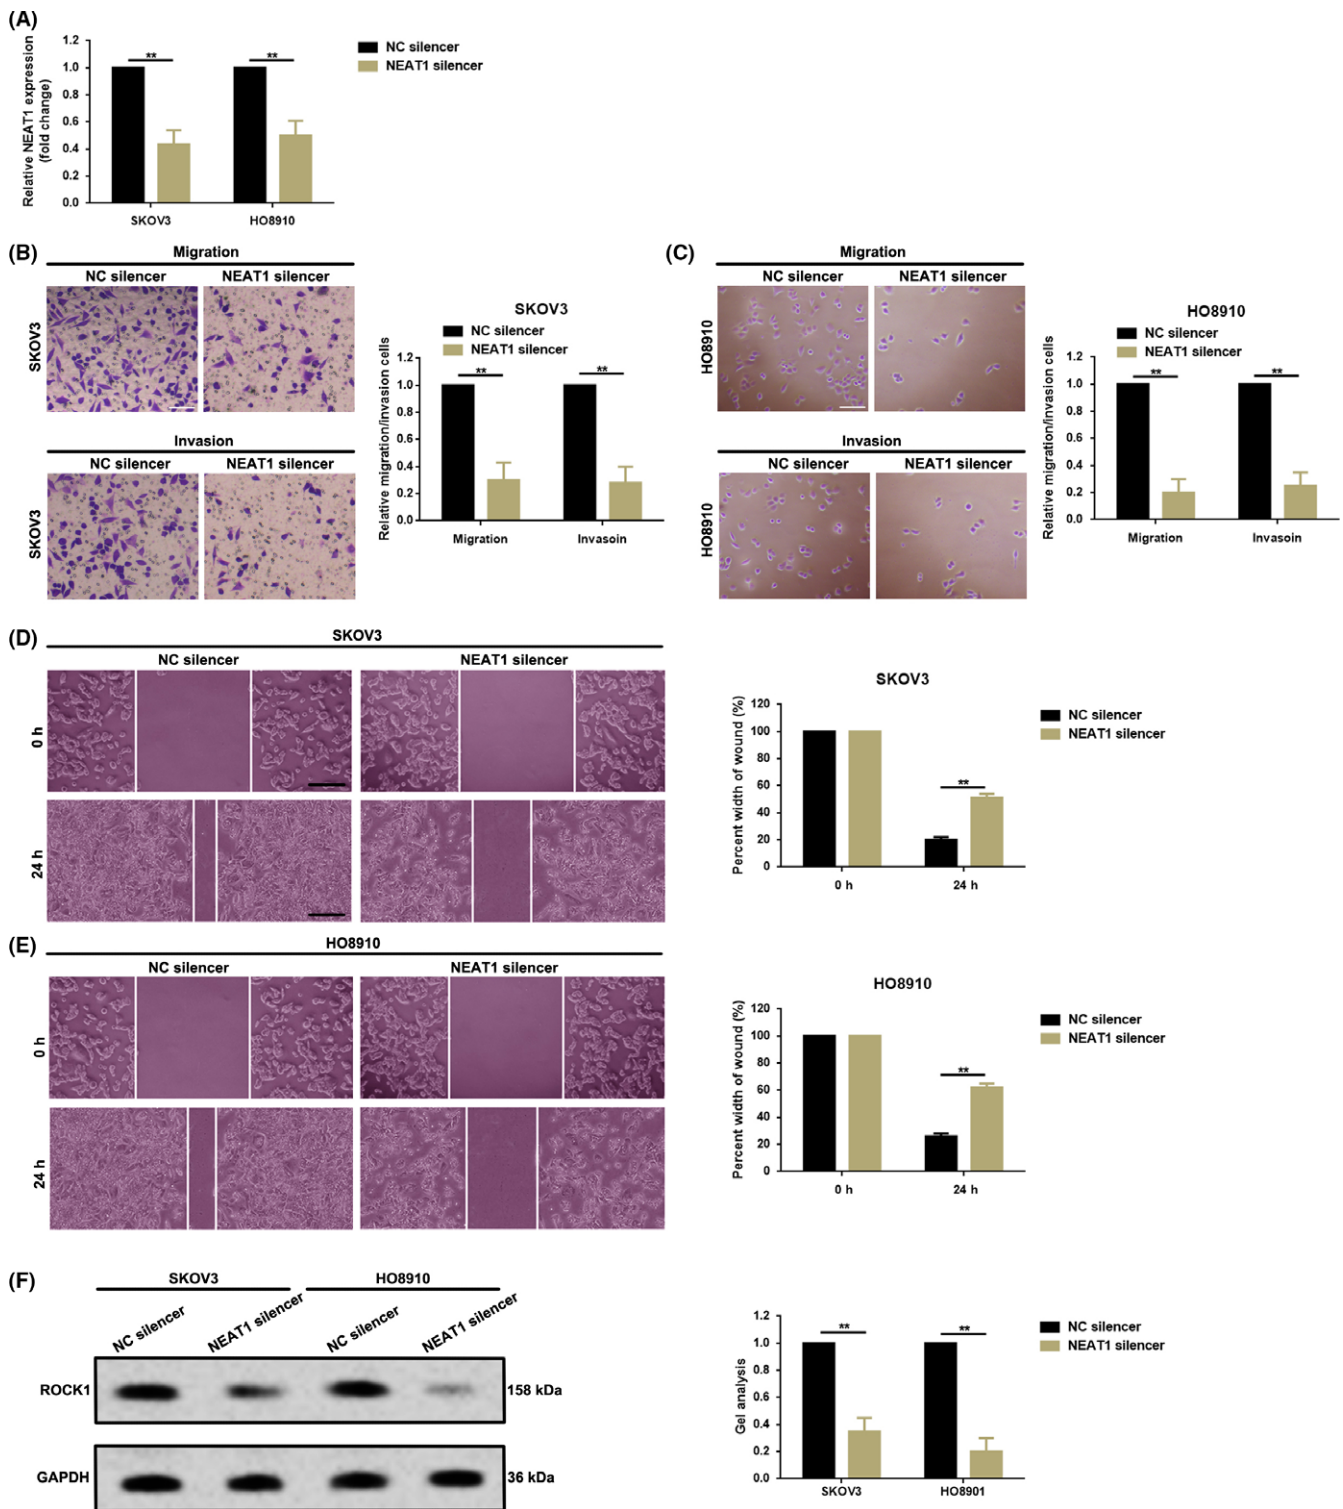 (A)
Relative NEAT1 expression
(fold change)
1.2
1.0
0.8
0.6
0.4
0.2
0.0
**
**
SKOV3
HO8910
NC silencer
NEAT1 silencer
(B)
Migration
NC silencer
NEAT1 silencer
SKOV3
Invasion
NC silencer
NEAT1 silencer
SKOV3
SKOV3
NC silencer
NEAT1 silencer
Relative migration/invasion cells
1.2
1.0
0.8
0.6
0.4
0.2
0.0
**
**
Migration
Invasoin
(C)
Migration
NC silencer
NEAT1 silencer
HO8910
Invasion
NC silencer
NEAT1 silencer
HO8910
HO8910
NC silencer
NEAT1 silencer
Relative migration/invasion cells
1.2
1.0
0.8
0.6
0.4
0.2
0.0
**
**
Migration
Invasoin
(D)
SKOV3
NC silencer
NEAT1 silencer
0 h
24 h
SKOV3
Percent width of wound (%)
120
100
80
60
40
20
0
**
0 h
24 h
NC silencer
NEAT1 silencer
(E)
HO8910
NC silencer
NEAT1 silencer
0 h
24 h
HO8910
Percent width of wound (%)
120
100
80
60
40
20
0
**
0 h
24 h
NC silencer
NEAT1 silencer
(F)
SKOV3
HO8910
NC silencer
NEAT1 silencer
NC silencer
NEAT1 silencer
ROCK1
158 kDa
GAPDH
36 kDa
Gel analysis
1.2
1.0
0.8
0.6
0.4
0.2
0.0
**
**
SKOV3
HO8901
NC silencer
NEAT1 silencer